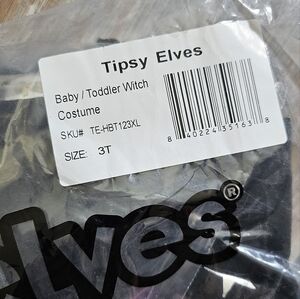 Tipsy Elves
Baby / Toddler Witch
Costume
SKU# TE-HBT123XL
SIZE: 3T
8 40224 35163 8
elves®